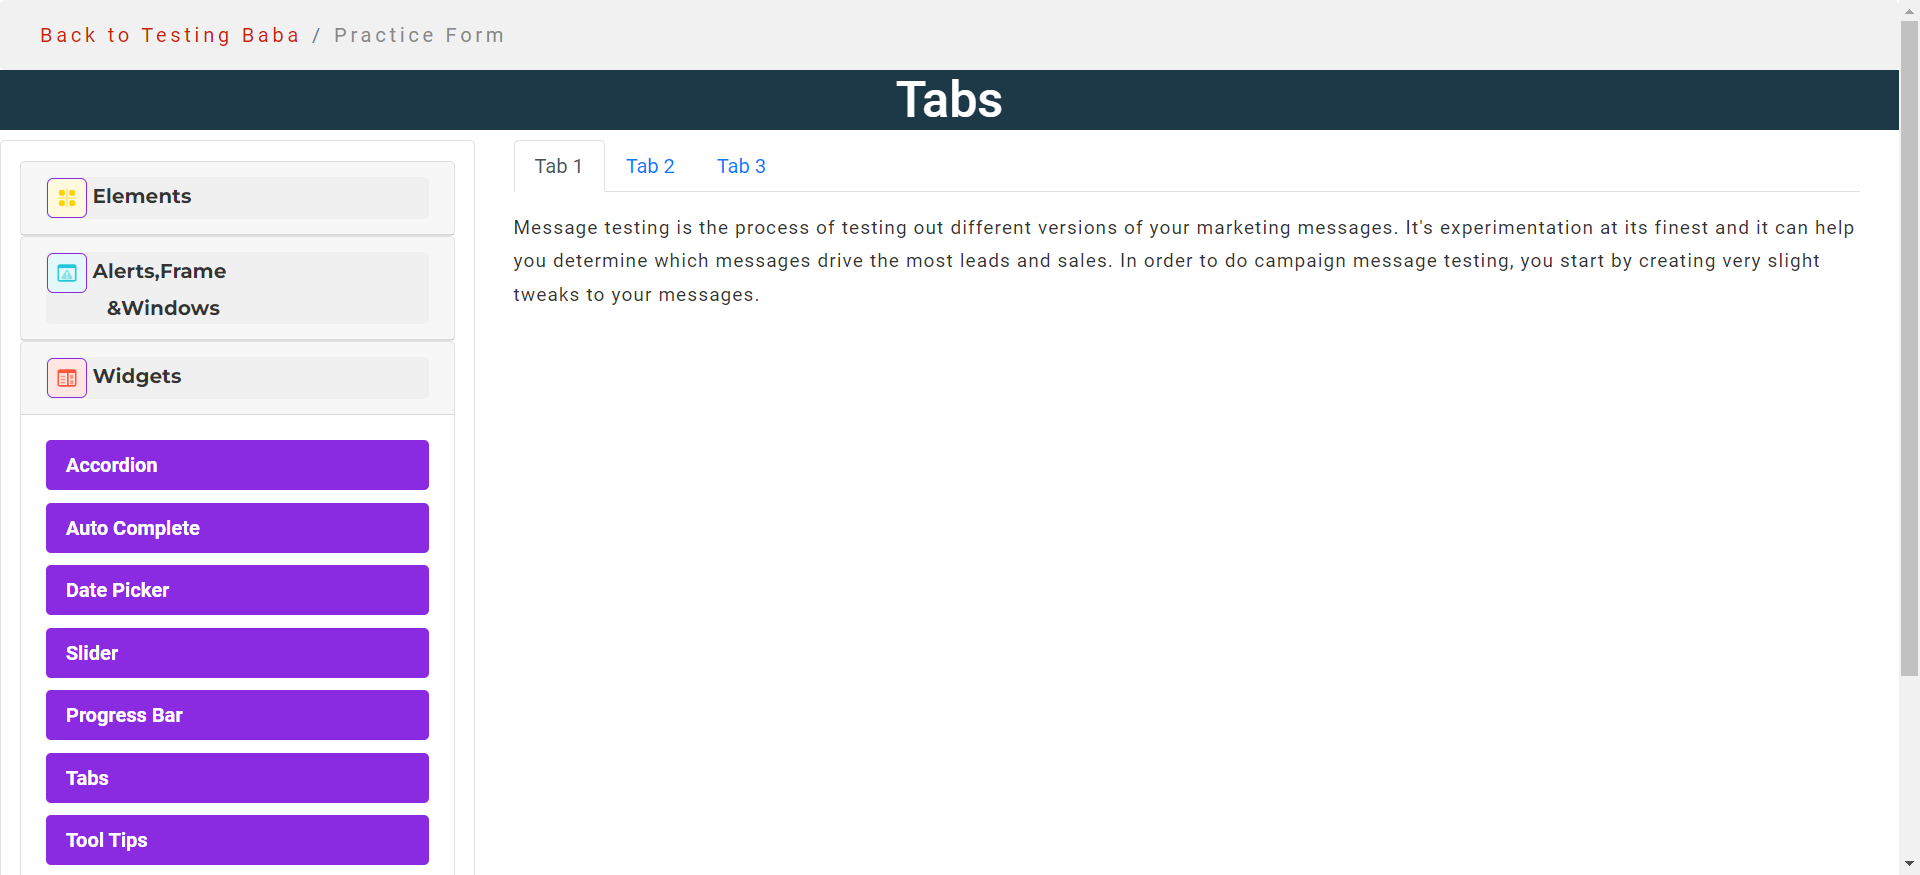 Back to Testing Baba / Practice Form
Tabs
Elements
Alerts,Frame
&Windows
Widgets
Accordion
Auto Complete
Date Picker
Slider
Progress Bar
Tabs
Tool Tips
Tab 1 Tab 2 Tab 3
Message testing is the process of testing out different versions of your marketing messages. It's experimentation at its finest and it can help
you determine which messages drive the most leads and sales. In order to do campaign message testing, you start by creating very slight
tweaks to your messages.